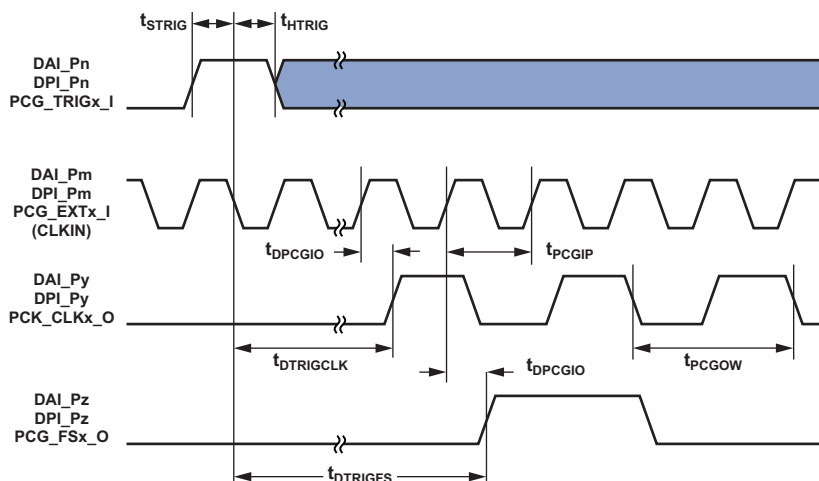 tSTRIG
tHTRIG
DAI_Pn
DPI_Pn
PCG_TRIGx_I
DAI_Pm
DPI_Pm
PCG_EXTx_I
(CLKIN)
tDPCGIO
tPCGIP
DAI_Py
DPI_Py
PCK_CLKx_O
tDTRIGCLK
tDPCGIO
tPCGOW
DAI_Pz
DPI_Pz
PCG_FSx_O
tDTRIGFS